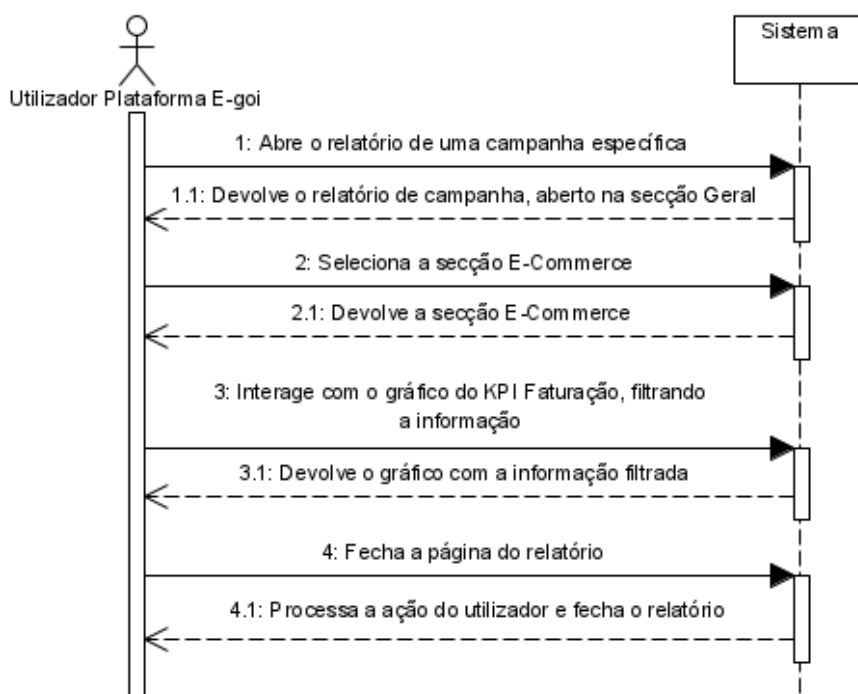 Sistema
Utilizador Plataforma E-goi
1: Abre o relatório de uma campanha específica
1.1: Devolve o relatório de campanha, aberto na secção Geral
2: Seleciona a secção E-Commerce
2.1: Devolve a secção E-Commerce
3: Interage com o gráfico do KPI Faturação, filtrando
a informação
3.1: Devolve o gráfico com a informação filtrada
4: Fecha a página do relatório
4.1: Processa a ação do utilizador e fecha o relatório